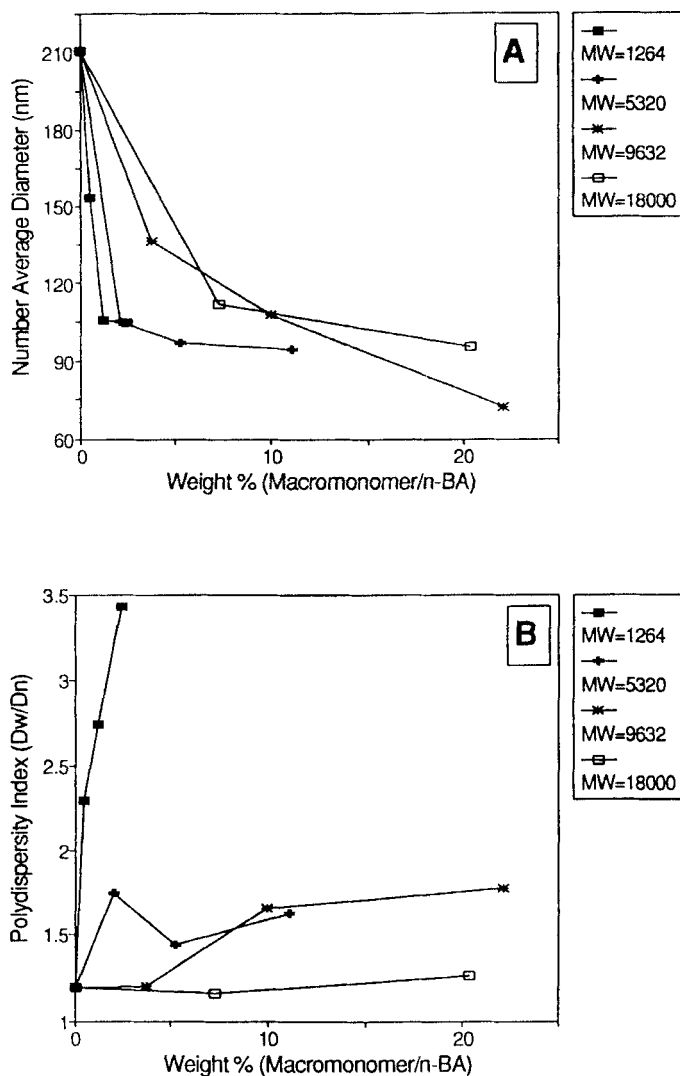 A
210
180
150
120
90
60
0
10
20
Number Average Diameter (nm)
Weight % (Macromonomer/n-BA)
MW=1264
MW=5320
MW=9632
MW=18000
B
3.5
3
2.5
2
1.5
1
0
5
10
15
20
Polydispersity Index (Dw/Dn)
Weight % (Macromonomer/n-BA)
MW=1264
MW=5320
MW=9632
MW=18000